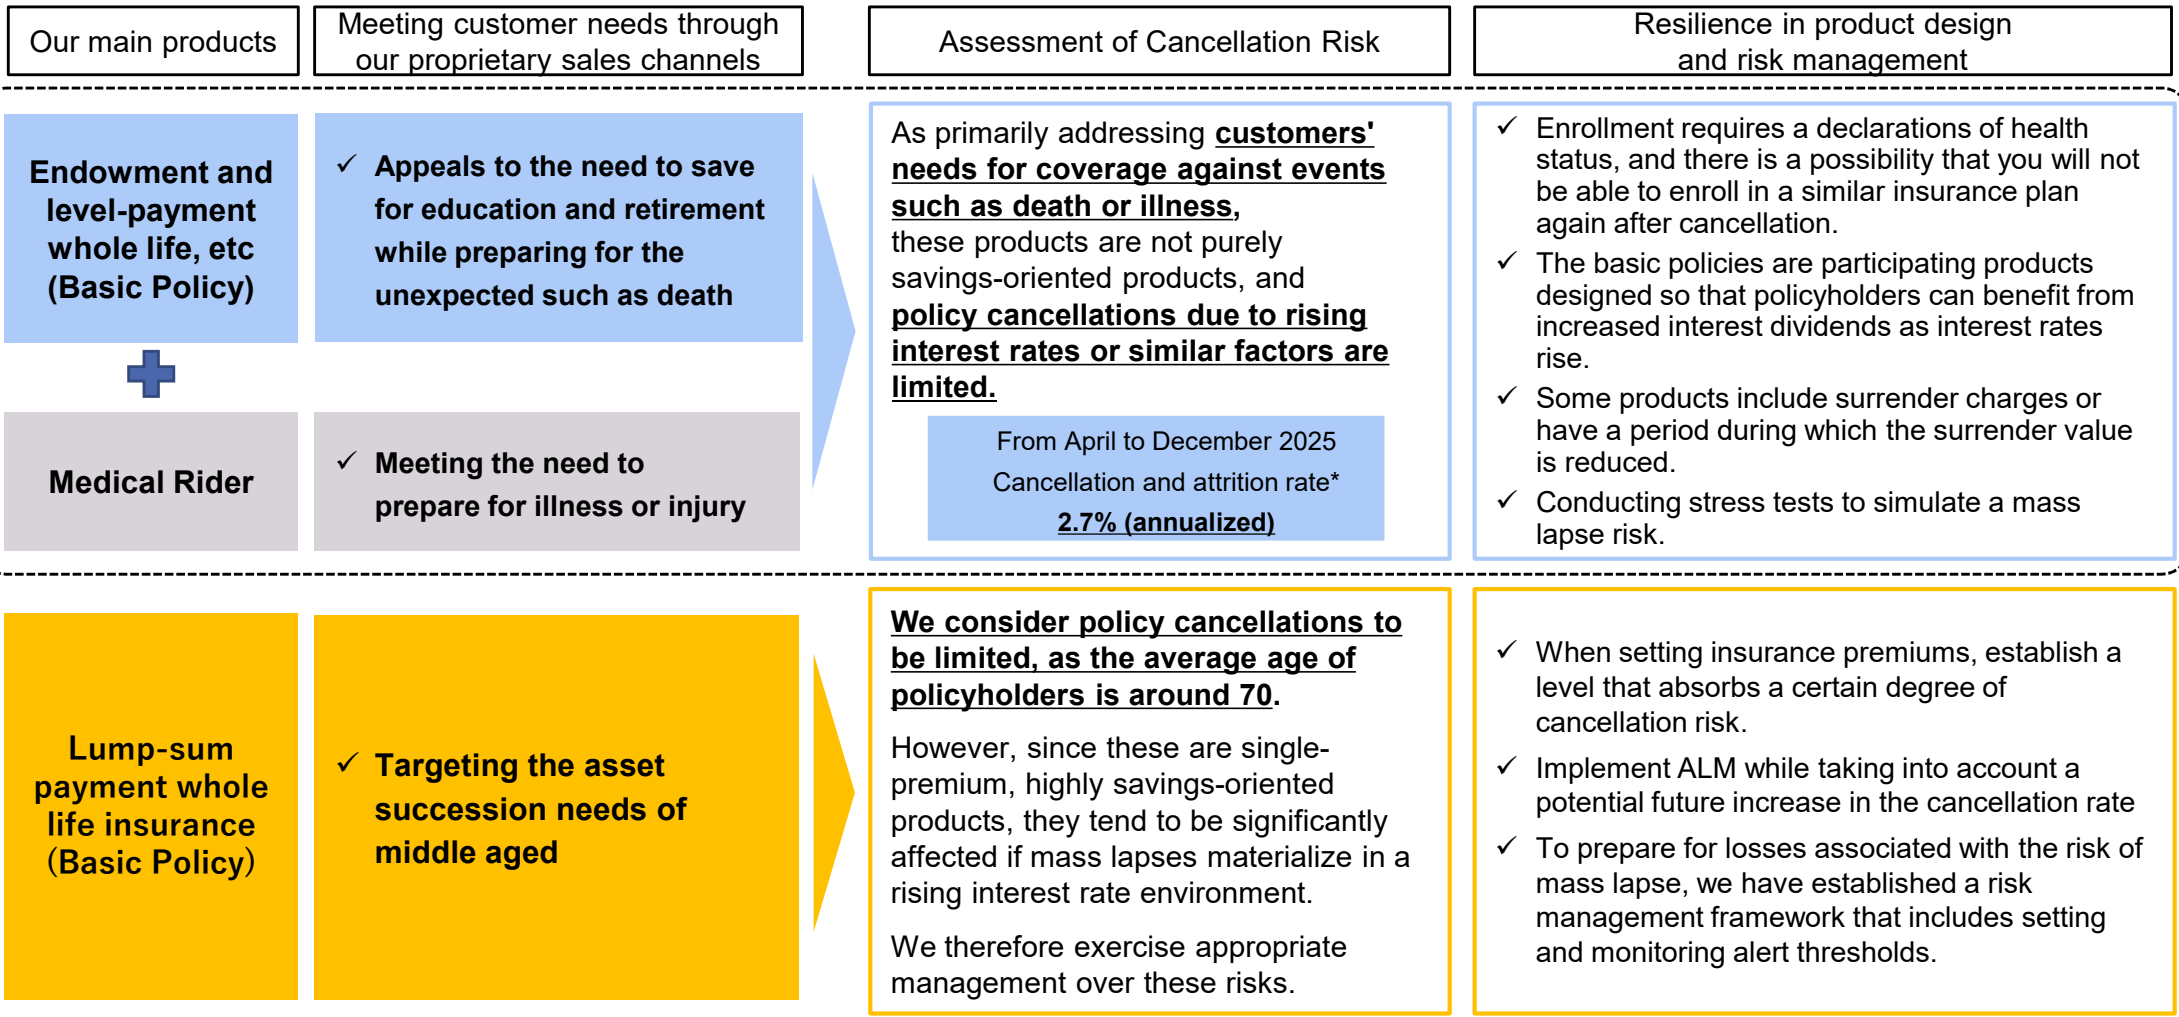 Our main products
Meeting customer needs through
our proprietary sales channels
Assessment of Cancellation Risk
Resilience in product design
and risk management
Endowment and
level-payment
whole life, etc
(Basic Policy)
✓ Appeals to the need to save
for education and retirement
while preparing for the
unexpected such as death
Medical Rider
✓ Meeting the need to
prepare for illness or injury
As primarily addressing customers'
needs for coverage against events
such as death or illness,
these products are not purely
savings-oriented products, and
policy cancellations due to rising
interest rates or similar factors are
limited.
From April to December 2025
Cancellation and attrition rate*
2.7% (annualized)
✓ Enrollment requires a declarations of health
status, and there is a possibility that you will not
be able to enroll in a similar insurance plan
again after cancellation.
✓ The basic policies are participating products
designed so that policyholders can benefit from
increased interest dividends as interest rates
rise.
✓ Some products include surrender charges or
have a period during which the surrender value
is reduced.
✓ Conducting stress tests to simulate a mass
lapse risk.
Lump-sum
payment whole
life insurance
(Basic Policy)
✓ Targeting the asset
succession needs of
middle aged
We consider policy cancellations to
be limited, as the average age of
policyholders is around 70.
However, since these are single-
premium, highly savings-oriented
products, they tend to be significantly
affected if mass lapses materialize in a
rising interest rate environment.
We therefore exercise appropriate
management over these risks.
✓ When setting insurance premiums, establish a
level that absorbs a certain degree of
cancellation risk.
✓ Implement ALM while taking into account a
potential future increase in the cancellation rate
✓ To prepare for losses associated with the risk of
mass lapse, we have established a risk
management framework that includes setting
and monitoring alert thresholds.